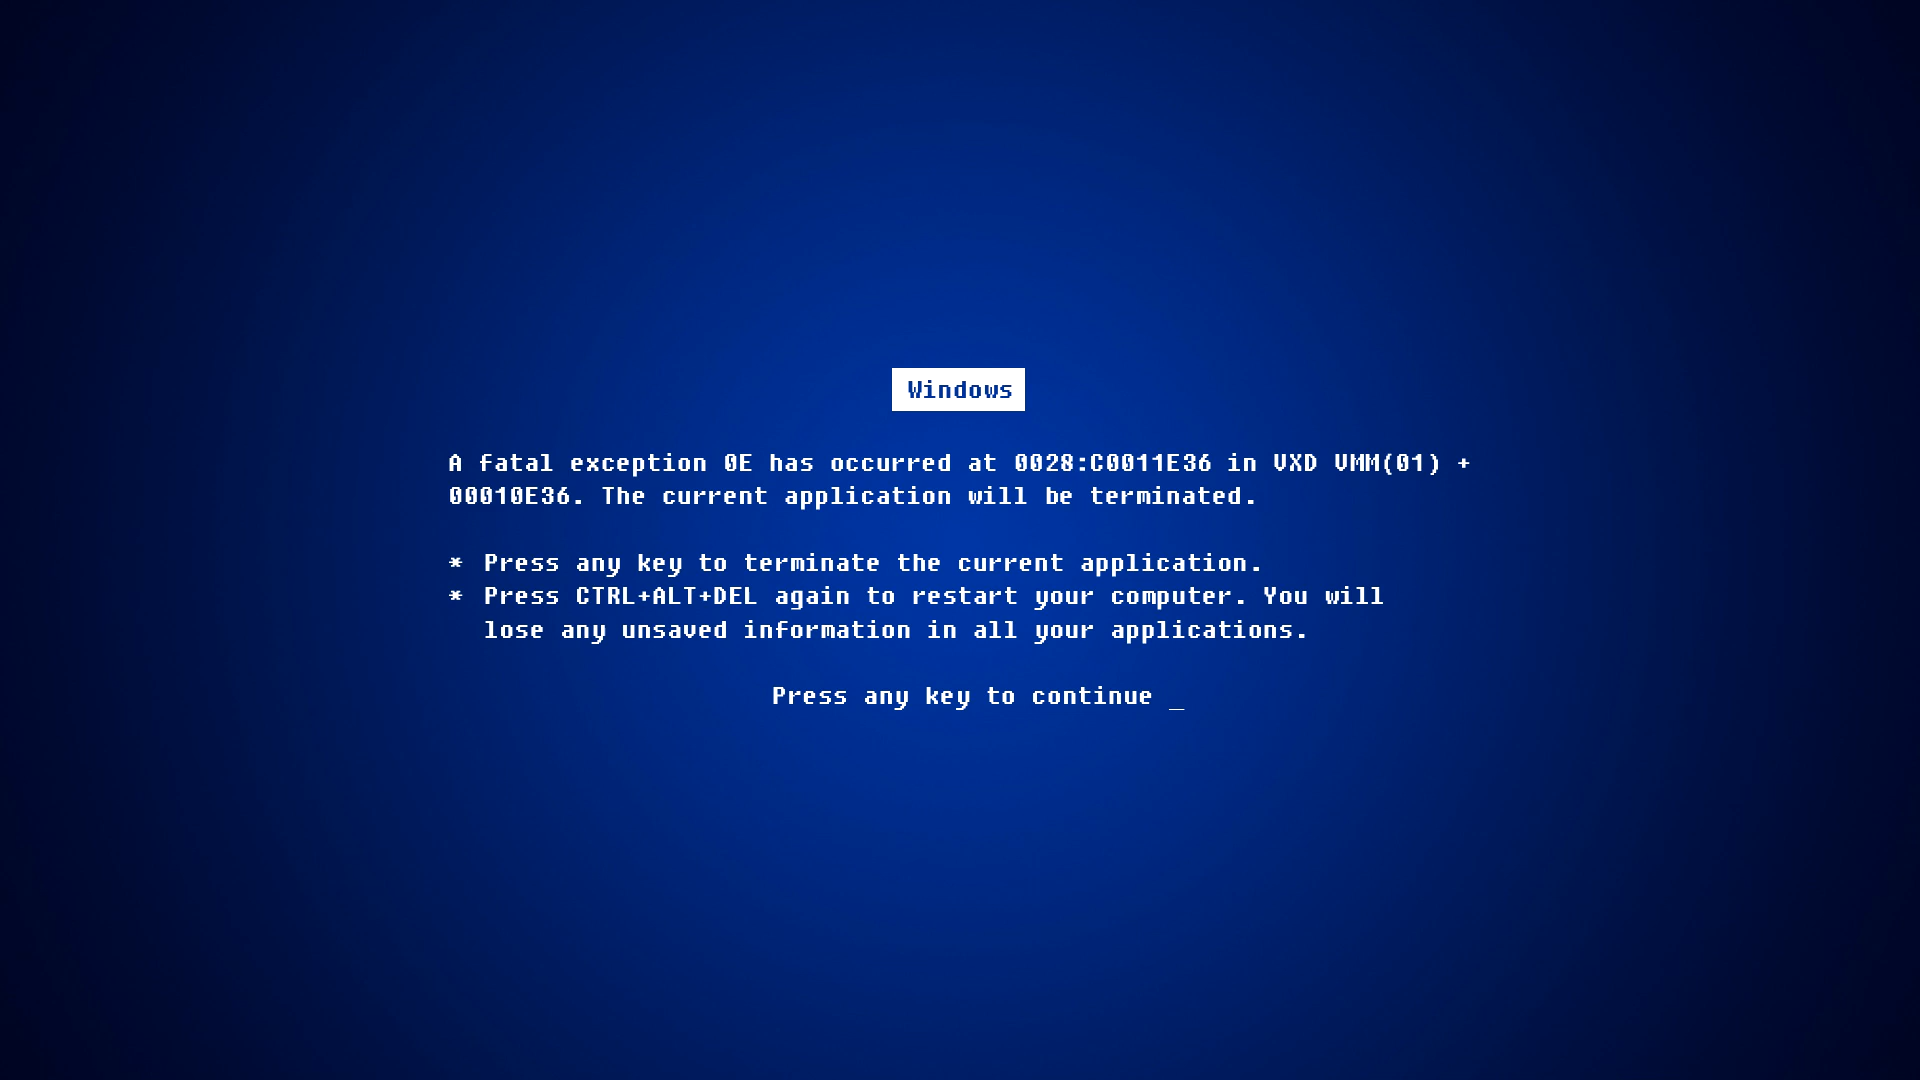 Windows
A fatal exception 0E has occurred at 0028:C0011E36 in VXD VMM(01) +
00010E36. The current application will be terminated.
* Press any key to terminate the current application.
* Press CTRL+ALT+DEL again to restart your computer. You will
lose any unsaved information in all your applications.
Press any key to continue _